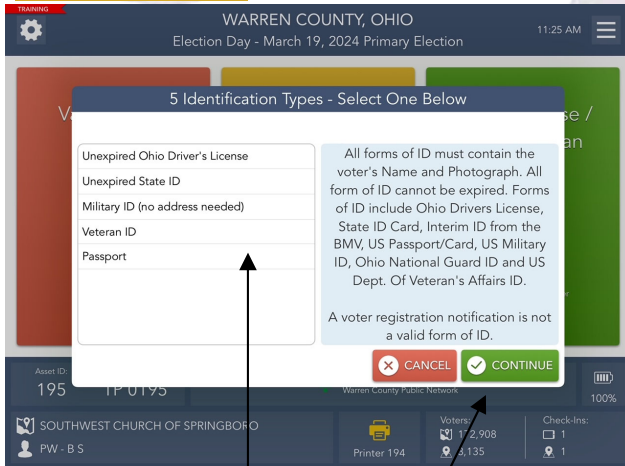 TRAINING
WARREN COUNTY, OHIO
Election Day - March 19, 2024 Primary Election
11:25 AM
5 Identification Types - Select One Below
Unexpired Ohio Driver's License
Unexpired State ID
Military ID (no address needed)
Veteran ID
Passport
All forms of ID must contain the
voter's Name and Photograph. All
form of ID cannot be expired. Forms
of ID include Ohio Drivers License,
State ID Card, Interim ID from the
BMV, US Passport/Card, US Military
ID, Ohio National Guard ID and US
Dept. Of Veteran's Affairs ID.
A voter registration notification is not
a valid form of ID.
CANCEL
CONTINUE
Asset ID:
195
TP 0195
Warren County Public Network
100%
SOUTHWEST CHURCH OF SPRINGBORO
PW - B S
Printer 194
Voters:
172,908
3,135
Check-Ins:
1
1